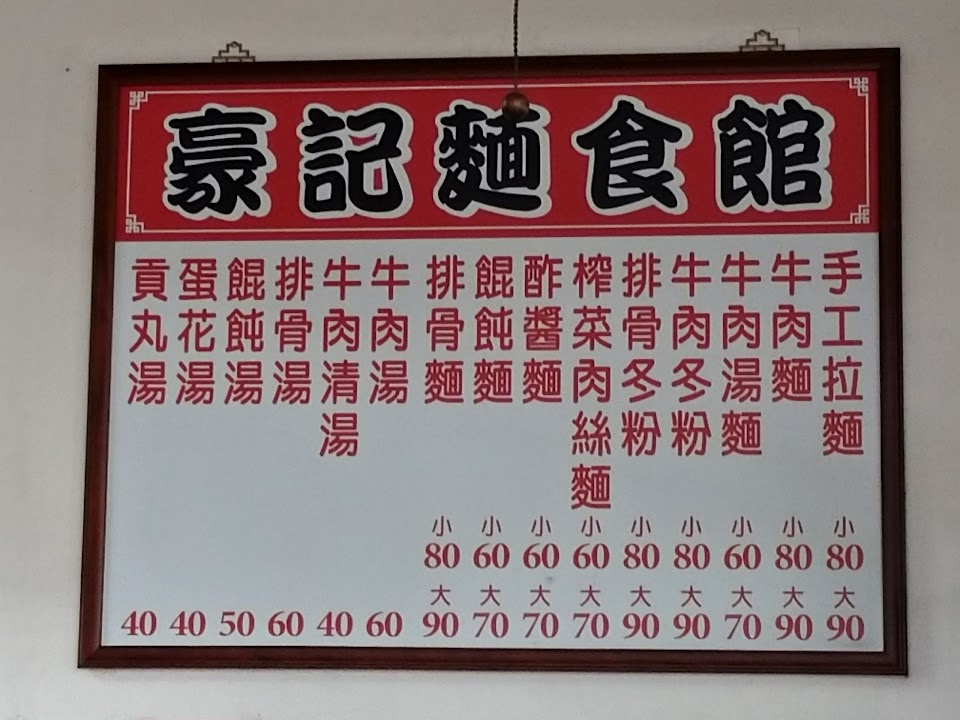 豪記麵食館
手工拉麵 小80 大90
牛肉麵 小80 大90
牛肉湯麵 小60 大70
牛肉冬粉 小80 大90
排骨冬粉 小80 大90
榨菜肉絲麵 小60 大70
酢醬麵 小60 大70
餛飩麵 小60 大70
排骨麵 小80 大90
牛肉湯 60
牛肉清湯 40
排骨湯 60
餛飩湯 50
蛋花湯 40
貢丸湯 40